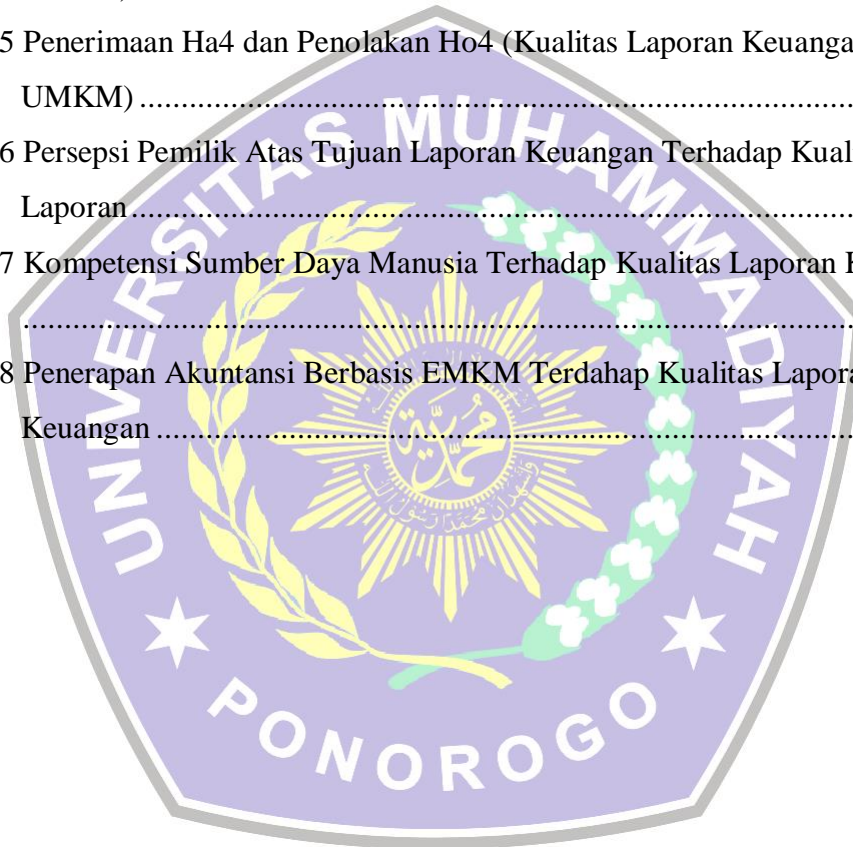 5 Penerimaan Ha4 dan Penolakan Ho4 (Kualitas Laporan Keuanga
UMKM) ........................................................................................
6 Persepsi Pemilik Atas Tujuan Laporan Keuangan Terhadap Kual
Laporan ........................................................................................
7 Kompetensi Sumber Daya Manusia Terhadap Kualitas Laporan
........................................................................................
8 Penerapan Akuntansi Berbasis EMKM Terdahap Kualitas Lapora
Keuangan ........................................................................................
UNIVERSITAS MUHAMMADIYAH
PONOROGO
محمدية